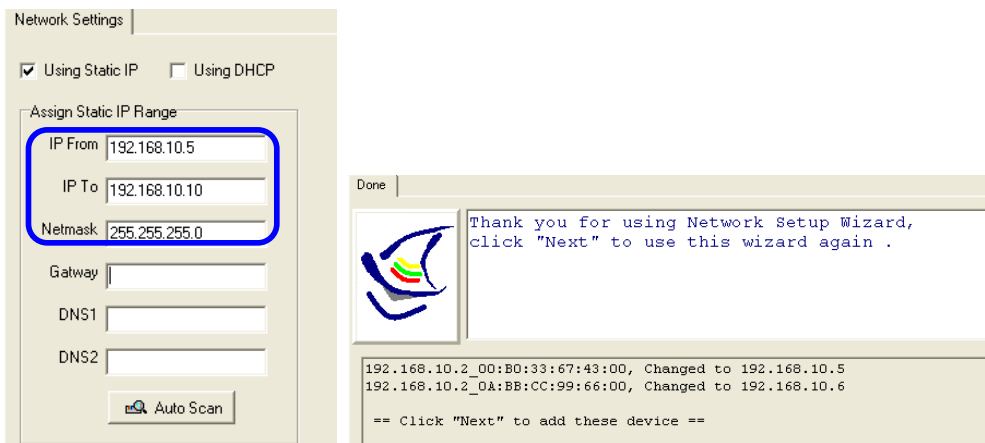 Network Settings
Using Static IP Using DHCP
Assign Static IP Range
IP From 192.168.10.5
IP To 192.168.10.10
Netmask 255.255.255.0
Gatway
DNS1
DNS2
Auto Scan
Done
Thank you for using Network Setup Wizard,
click "Next" to use this wizard again .
192.168.10.2_00:B0:33:67:43:00, Changed to 192.168.10.5
192.168.10.2_0A:BB:CC:99:66:00, Changed to 192.168.10.6
== Click "Next" to add these device ==